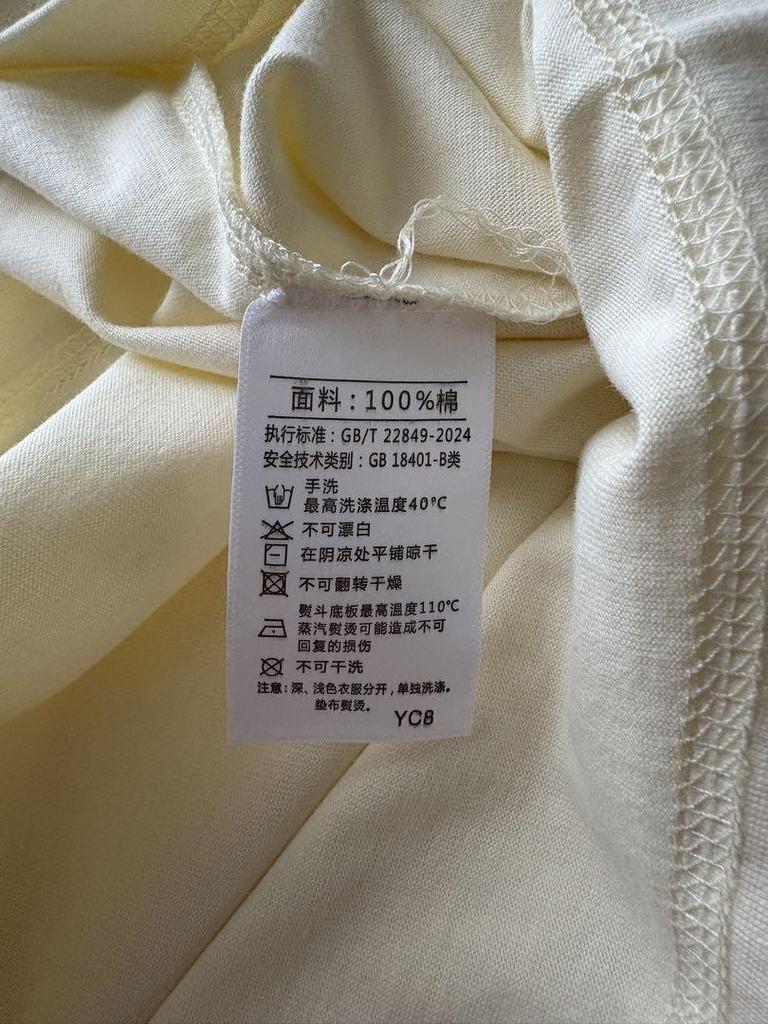 面料：100%棉
执行标准：GB/T 22849-2024
安全技术类别：GB 18401-B类
手洗
最高洗涤温度40℃
不可漂白
在阴凉处平铺晾干
不可翻转干燥
熨斗底板最高温度110℃
蒸汽熨烫可能造成不可
回复的损伤
不可干洗
注意：深、浅色衣服分开，单独洗涤。
垫布熨烫。
YC8